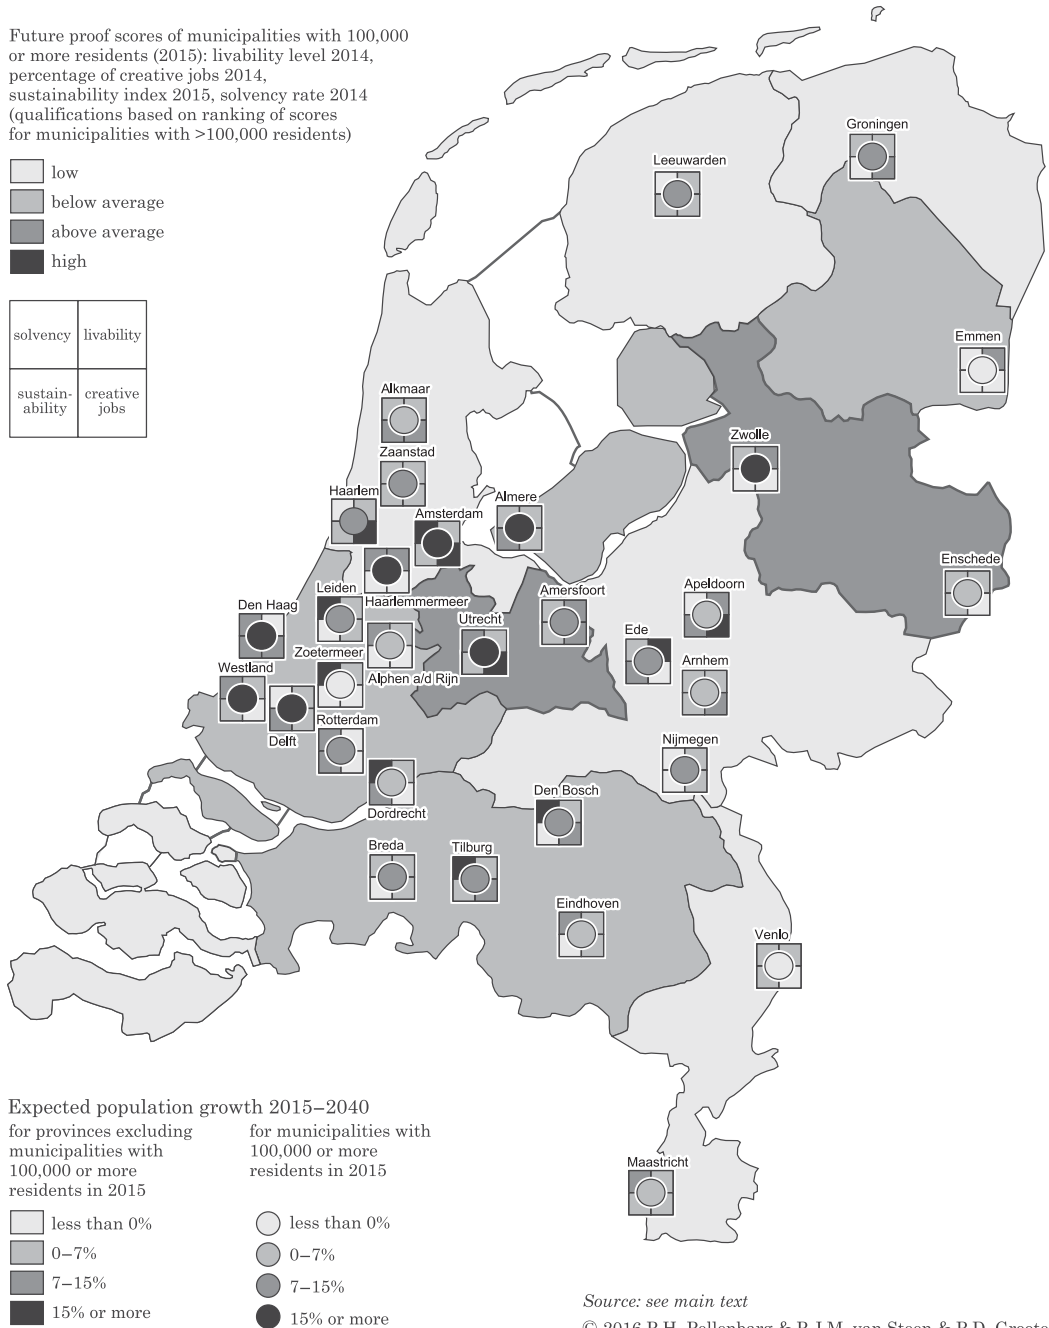 Future proof scores of municipalities with 100,000
or more residents (2015): livability level 2014,
percentage of creative jobs 2014,
sustainability index 2015, solvency rate 2014
(qualifications based on ranking of scores
for municipalities with >100,000 residents)
low
below average
above average
high
solvency livability
sustain- creative
ability jobs
Groningen
Leeuwarden
Emmen
Alkmaar
Zwolle
Zaanstad
Haarlem
Almere
Amsterdam
Enschede
Apeldoorn
Leiden
Amersfoort
Haarlemmermeer
Den Haag
Utrecht
Ede
Zoetermeer
Arnhem
Westland
Alphen a/d Rijn
Rotterdam
Delft
Nijmegen
Den Bosch
Dordrecht
Breda
Tilburg
Eindhoven
Venlo
Maastricht
Expected population growth 2015–2040
for provinces excluding
municipalities with
100,000 or more
residents in 2015
less than 0%
0–7%
7–15%
15% or more
for municipalities with
100,000 or more
residents in 2015
less than 0%
0–7%
7–15%
15% or more
Source: see main text